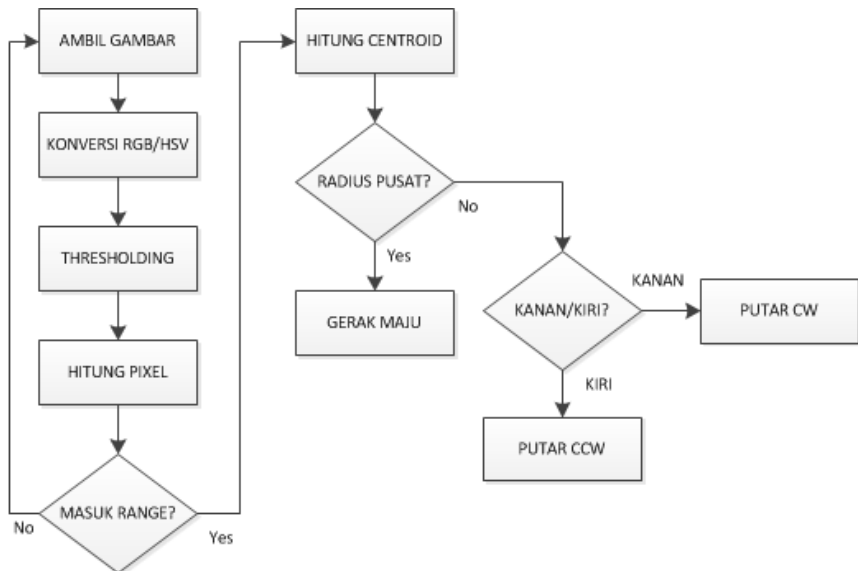 AMBIL GAMBAR
KONVERSI RGB/HSV
THRESHOLDING
HITUNG PIXEL
MASUK RANGE?
No
Yes
HITUNG CENTROID
RADIUS PUSAT?
No
Yes
GERAK MAJU
KANAN/KIRI?
KANAN
PUTAR CW
KIRI
PUTAR CCW